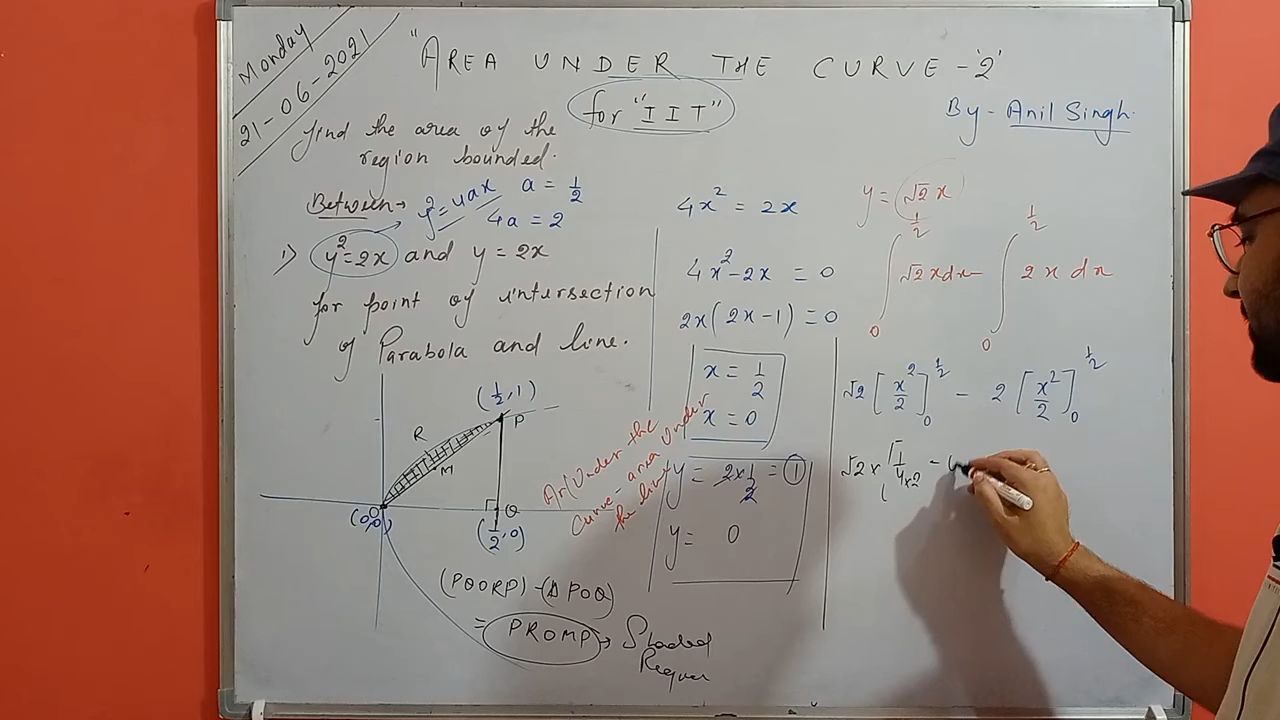 Monday
21-06-2021
"AREA UNDER THE CURVE -'2'
for "IIT"
By - Anil Singh.
find the area of the
region bounded.
Between→ y²=4ax a = 1/2
4a = 2
1) y²=2x and y = 2x
for point of intersection
of Parabola and line.
(1/2, 1)
P
R
M
O
(0,0)
Q
(1/2, 0)
Ar(Under the
Curve - area under
the line
(PQORP) - (Δ POQ)
= PROMP → Shaded
4x² = 2x
4x² - 2x = 0
2x(2x-1) = 0
x = 1/2
x = 0
y = 2×1/2 = 1
y = 0
y = √2 x
∫₀^(1/2) √2 x dx - ∫₀^(1/2) 2x dx
√2 [x²/2]₀^(1/2) - 2 [x²/2]₀^(1/2)
√2 × [1/4×2 -